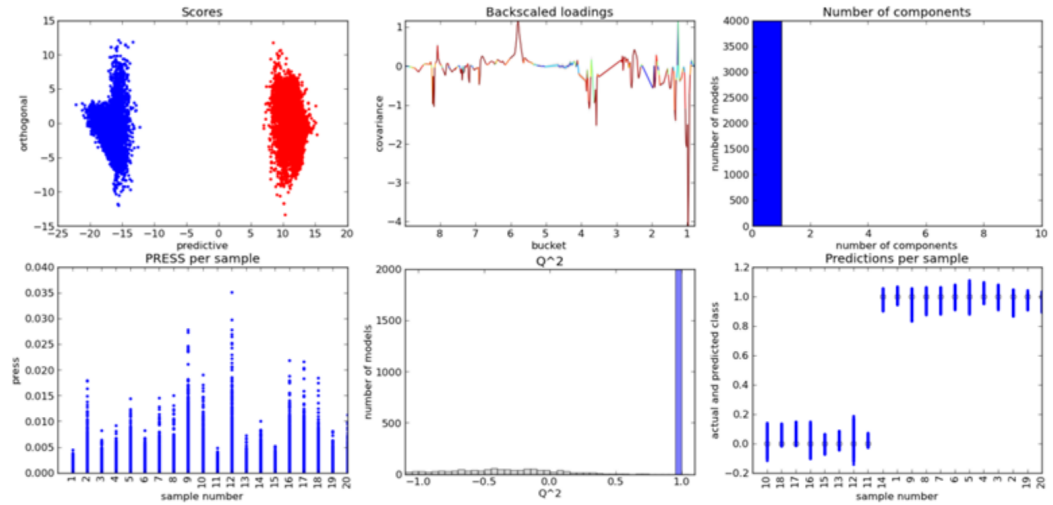 Scores
15
10
5
0
−5
−10
−15
−25 −20 −15 −10 −5 0 5 10 15 20
orthogonal
predictive
Backscaled loadings
1
0
−1
−2
−3
−4
8 7 6 5 4 3 2 1
covariance
bucket
Number of components
4000
3500
3000
2500
2000
1500
1000
500
0
0 2 4 6 8 10
number of models
number of components
PRESS per sample
0.040
0.035
0.030
0.025
0.020
0.015
0.010
0.005
0.000
1 2 3 4 5 6 7 8 9 10 11 12 13 14 15 16 17 18 19 20
press
sample number
Q^2
2000
1500
1000
500
0
−1.0 −0.5 0.0 0.5 1.0
number of models
Q^2
Predictions per sample
1.2
1.0
0.8
0.6
0.4
0.2
0.0
−0.2
10 18 17 16 15 13 12 11 14 1 9 8 7 6 5 4 3 2 19 20
actual and predicted class
sample number